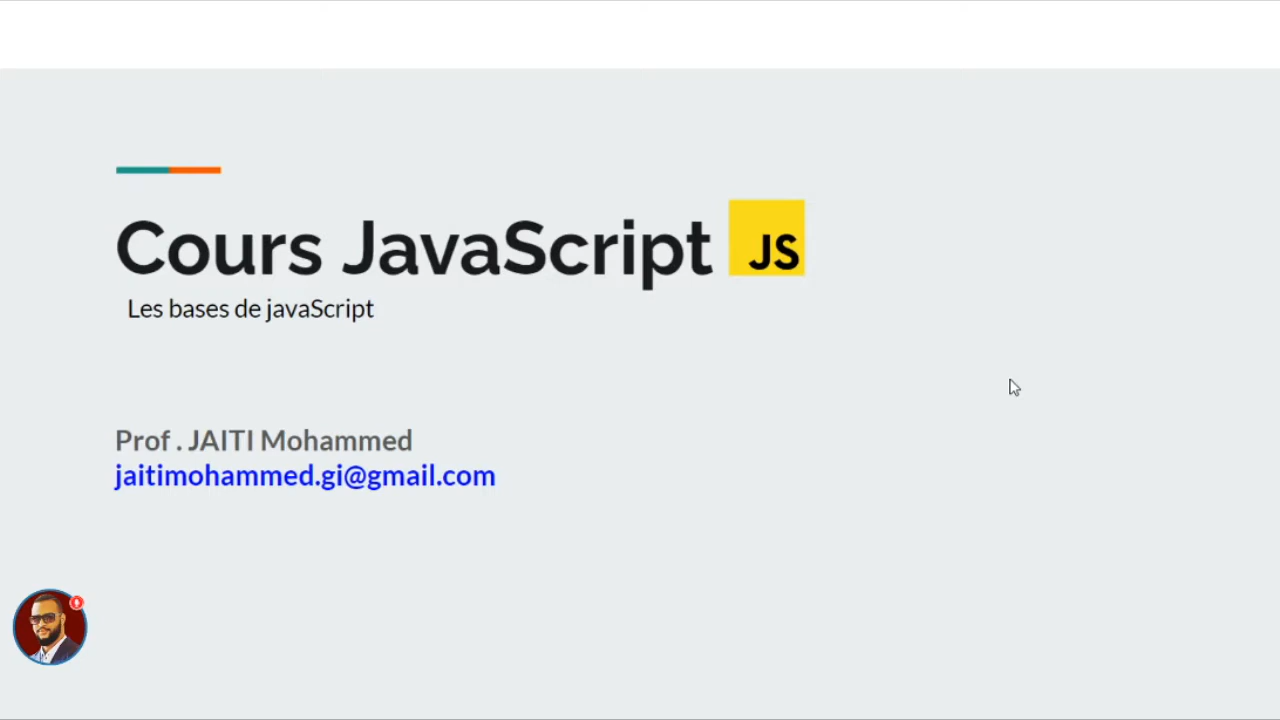 Cours JavaScript JS
Les bases de javaScript
Prof . JAITI Mohammed
jaitimohammed.gi@gmail.com